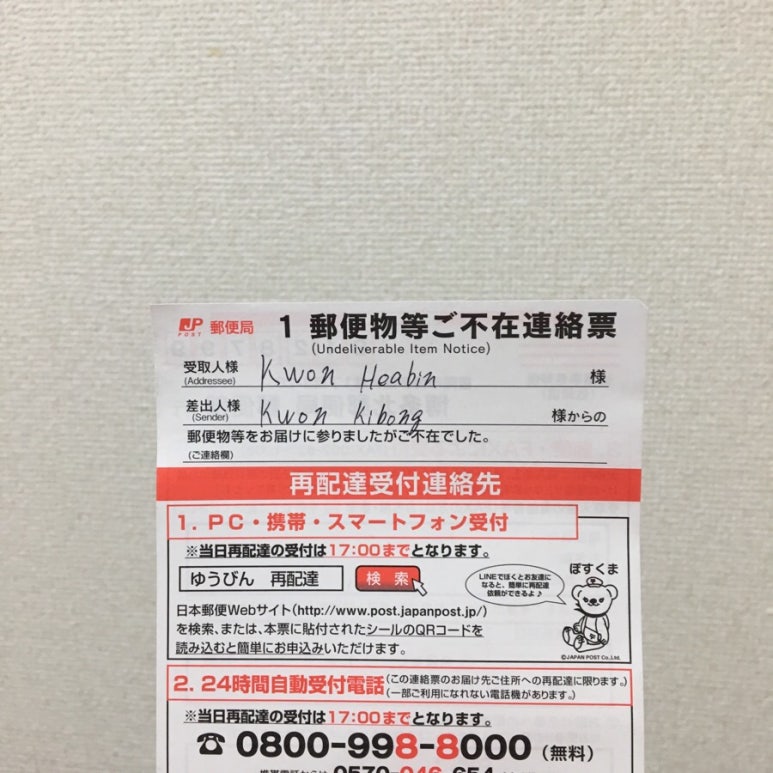 JP POST 郵便局 1 郵便物等ご不在連絡票
(Undeliverable Item Notice)
受取人様 Kwon Heabin 様
(Addressee)
差出人様 Kwon Kibong 様からの
(Sender)
郵便物等をお届けに参りましたがご不在でした。
(ご連絡欄)
再配達受付連絡先
1. PC・携帯・スマートフォン受付
※当日再配達の受付は17:00までとなります。
ゆうびん 再配達 検索
LINEでぼくとお友達に
なると、簡単に再配達
依頼ができるよ♪
ぽすくま
©JAPAN POST Co.,Ltd.
日本郵便Webサイト(http://www.post.japanpost.jp/)
を検索、または、本票に貼付されたシールのQRコードを
読み込むと簡単にお申込みいただけます。
2. 24時間自動受付電話 (この連絡票のお届け先ご住所への再配達に限ります。)
(一部ご利用になれない電話機があります。)
※当日再配達の受付は17:00までとなります。
☎ 0800-998-8000 (無料)
携帯電話からは 0570-046-654